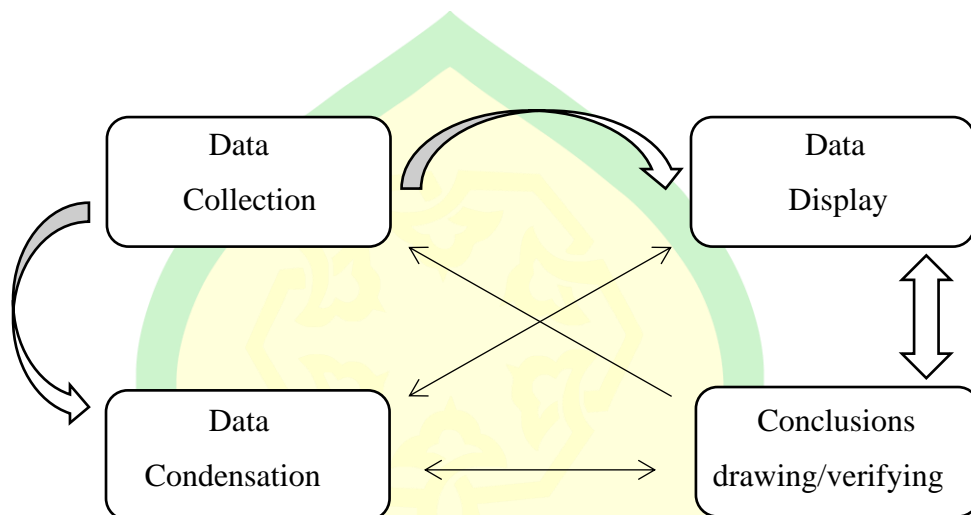 Data
Collection
Data
Display
Data
Condensation
Conclusions
drawing/verifying